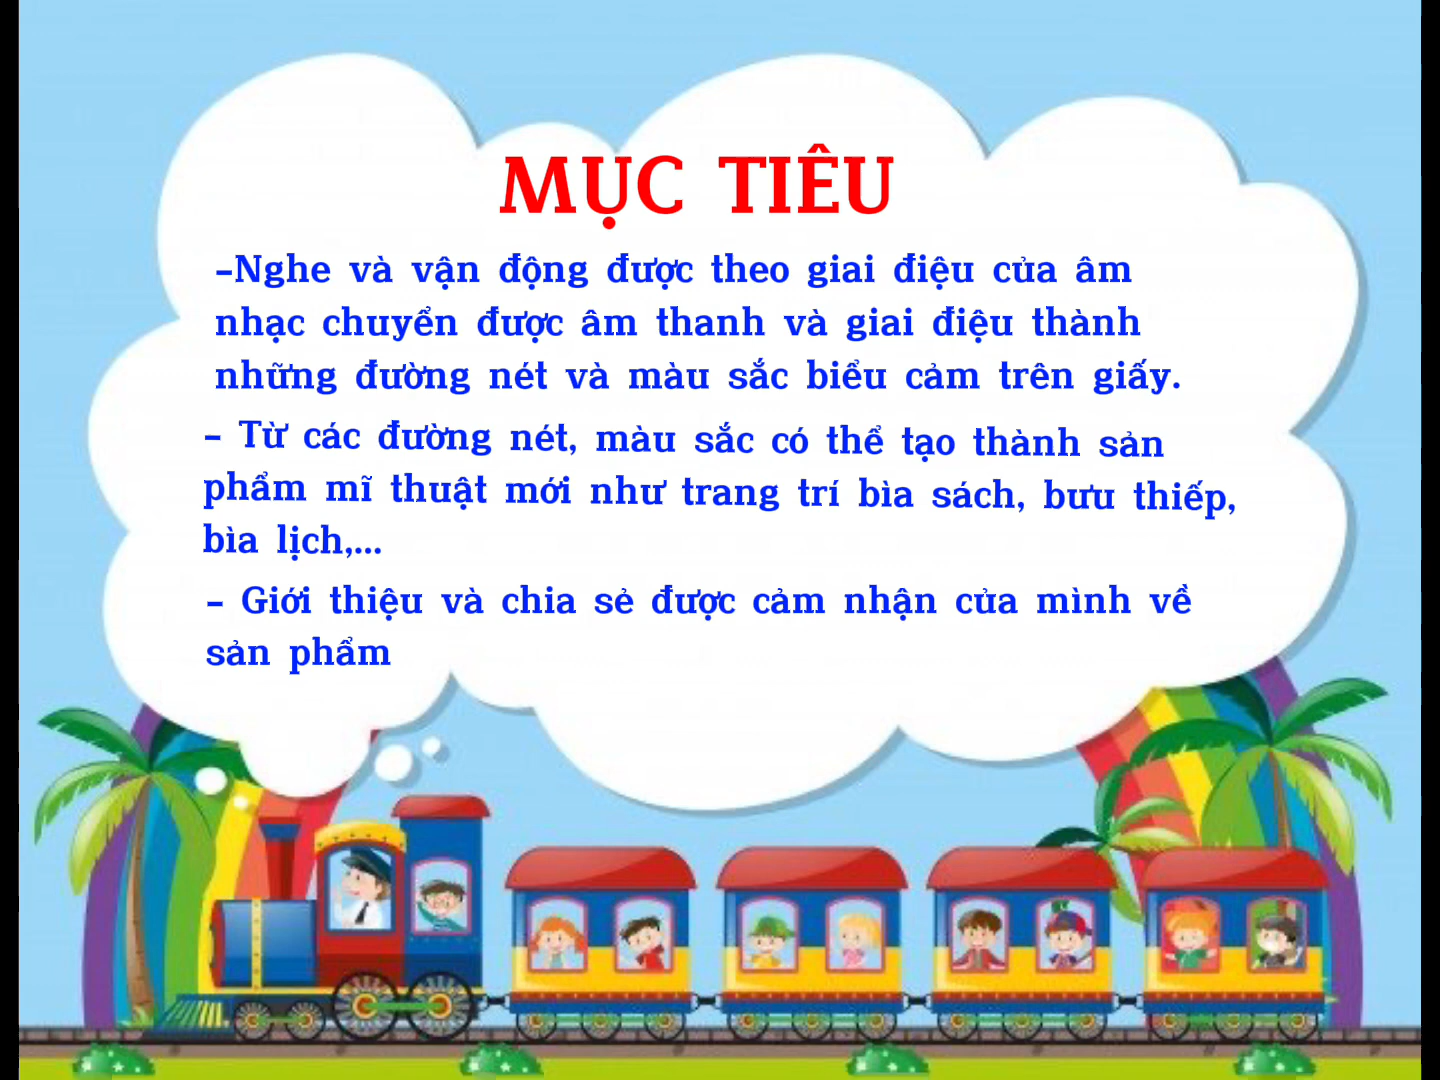 MỤC TIÊU
-Nghe và vận động được theo giai điệu của âm
nhạc chuyển được âm thanh và giai điệu thành
những đường nét và màu sắc biểu cảm trên giấy.
- Từ các đường nét, màu sắc có thể tạo thành sản
phẩm mĩ thuật mới như trang trí bìa sách, bưu thiếp,
bìa lịch,...
- Giới thiệu và chia sẻ được cảm nhận của mình về
sản phẩm